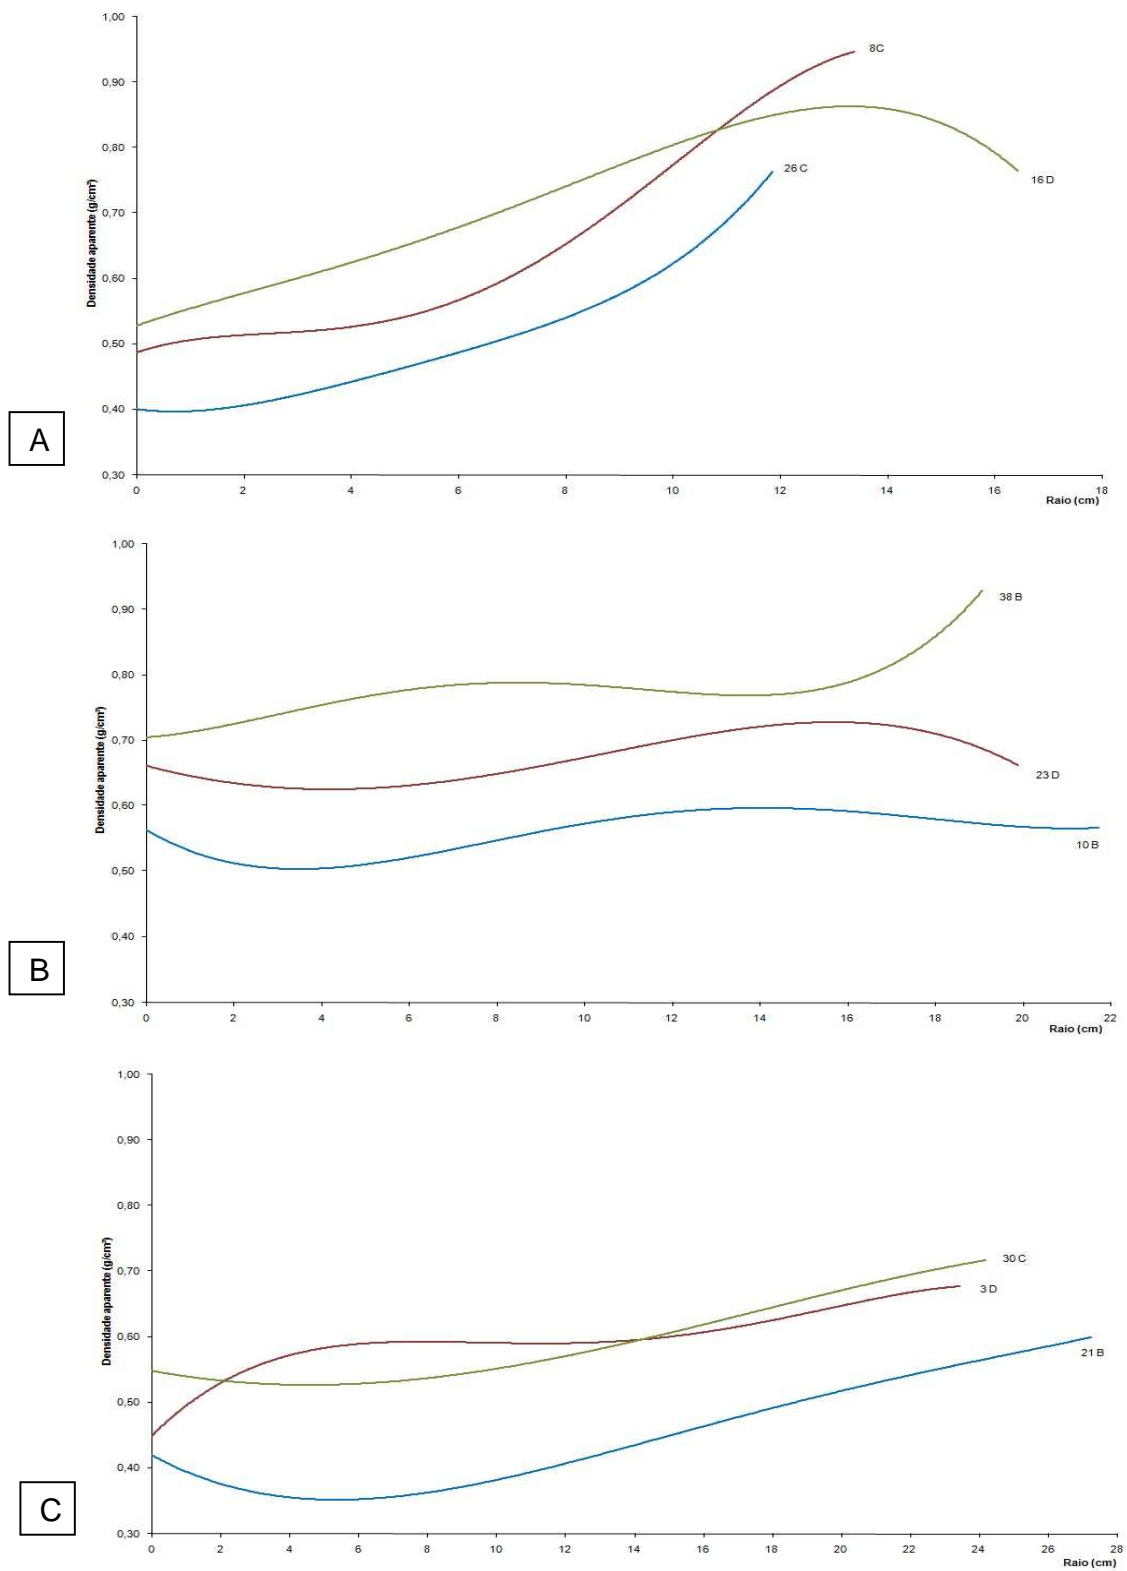 1,00
0,90
0,80
0,70
0,60
0,50
0,40
0,30
Densidade aparente (g/cm³)
8C
26 C
16 D
0 2 4 6 8 10 12 14 16 18
Raio (cm)
A
1,00
0,90
0,80
0,70
0,60
0,50
0,40
0,30
Densidade aparente (g/cm³)
38 B
23 D
10 B
0 2 4 6 8 10 12 14 16 18 20 22
Raio (cm)
B
1,00
0,90
0,80
0,70
0,60
0,50
0,40
0,30
Densidade aparente (g/cm³)
30 C
3 D
21 B
0 2 4 6 8 10 12 14 16 18 20 22 24 26 28
Raio (cm)
C